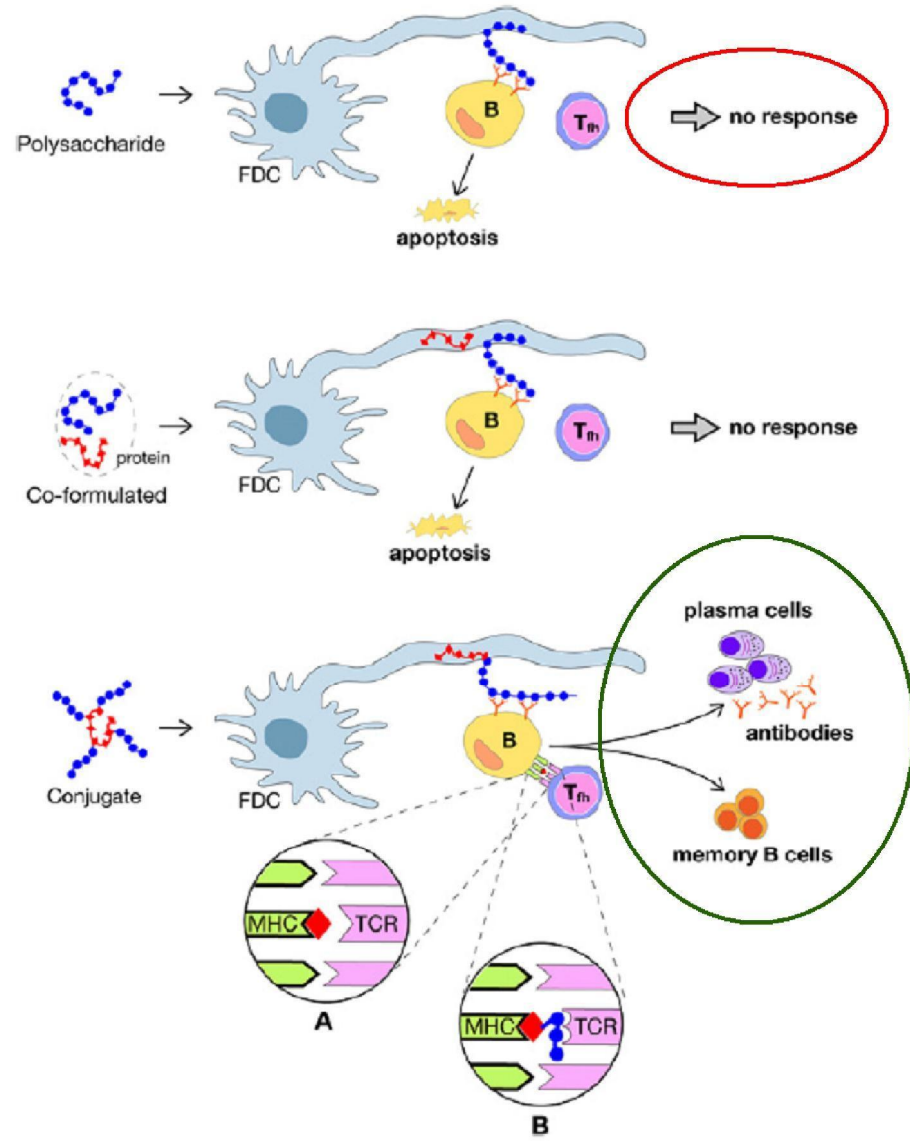 Polysaccharide
FDC
B
Tfh
no response
apoptosis
protein
Co-formulated
FDC
B
Tfh
no response
apoptosis
Conjugate
FDC
B
Tfh
plasma cells
antibodies
memory B cells
MHC TCR
A
MHC TCR
B